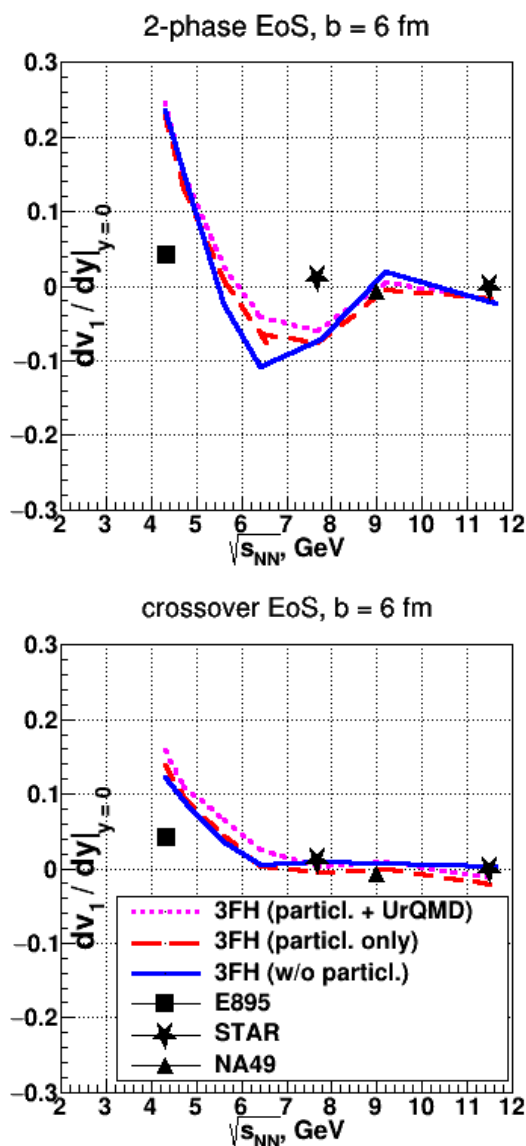 2-phase EoS, b = 6 fm
0.3
0.2
0.1
0
−0.1
−0.2
−0.3
dv₁ / dy|y = 0
2 3 4 5 6 7 8 9 10 11 12
√sNN, GeV
crossover EoS, b = 6 fm
0.3
0.2
0.1
0
−0.1
−0.2
−0.3
dv₁ / dy|y = 0
3FH (particl. + UrQMD)
3FH (particl. only)
3FH (w/o particl.)
E895
STAR
NA49
2 3 4 5 6 7 8 9 10 11 12
√sNN, GeV